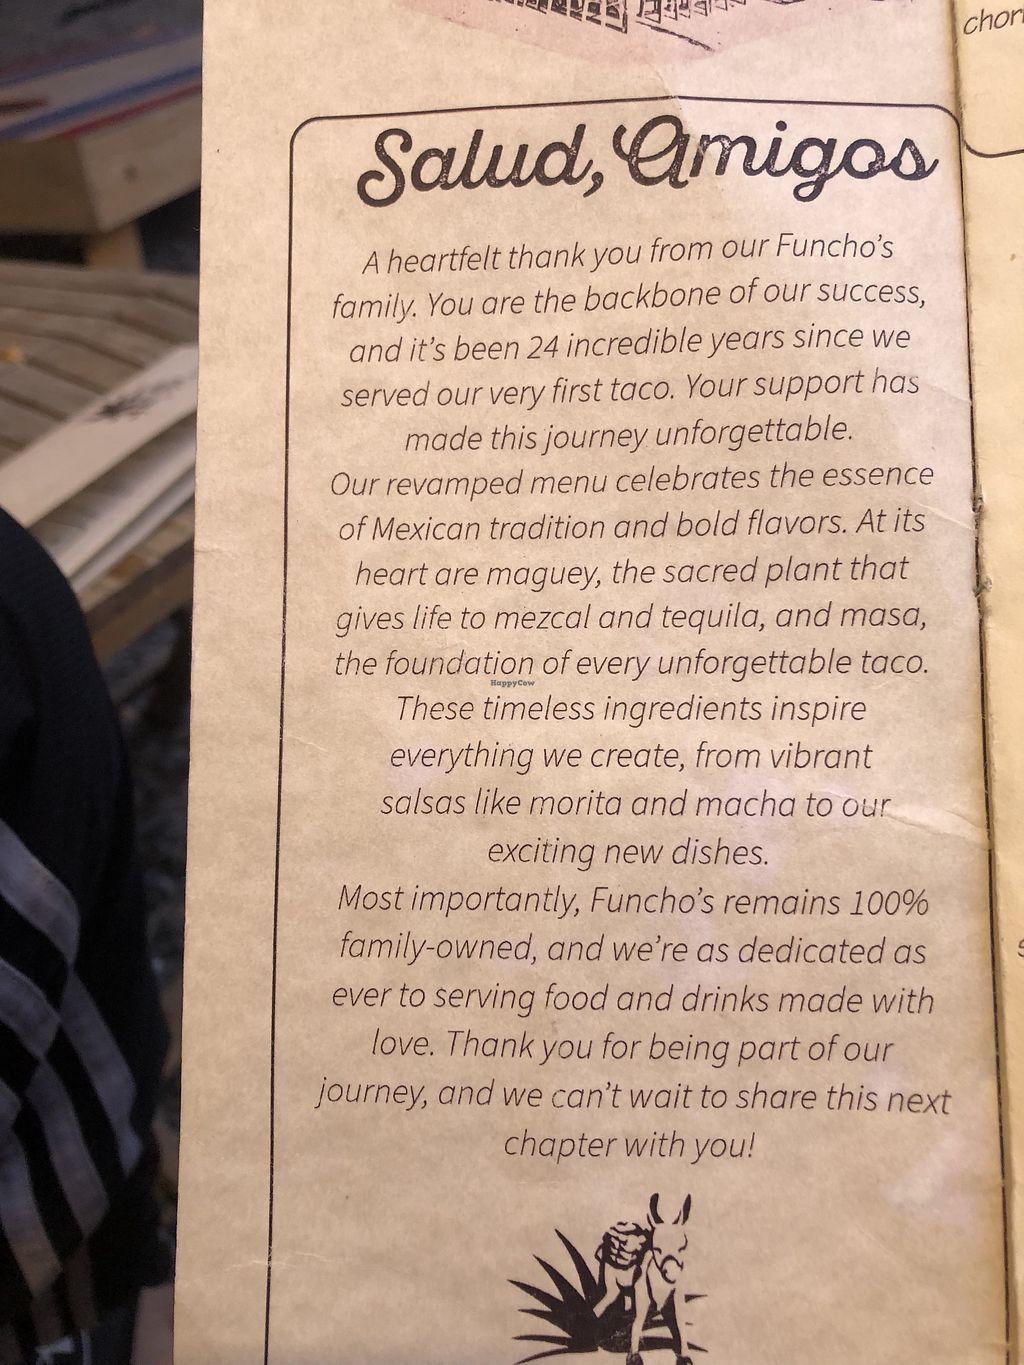 chor
Salud, Amigos
A heartfelt thank you from our Funcho's
family. You are the backbone of our success,
and it's been 24 incredible years since we
served our very first taco. Your support has
made this journey unforgettable.
Our revamped menu celebrates the essence
of Mexican tradition and bold flavors. At its
heart are maguey, the sacred plant that
gives life to mezcal and tequila, and masa,
the foundation of every unforgettable taco.
HappyCow
These timeless ingredients inspire
everything we create, from vibrant
salsas like morita and macha to our
exciting new dishes.
Most importantly, Funcho's remains 100%
family-owned, and we're as dedicated as
ever to serving food and drinks made with
love. Thank you for being part of our
journey, and we can't wait to share this next
chapter with you!